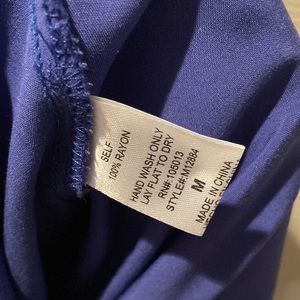 SELF
100% RAYON
HAND WASH ONLY
LAY FLAT TO DRY
RN#:105013
STYLE#:M12884
M
MADE IN CHINA